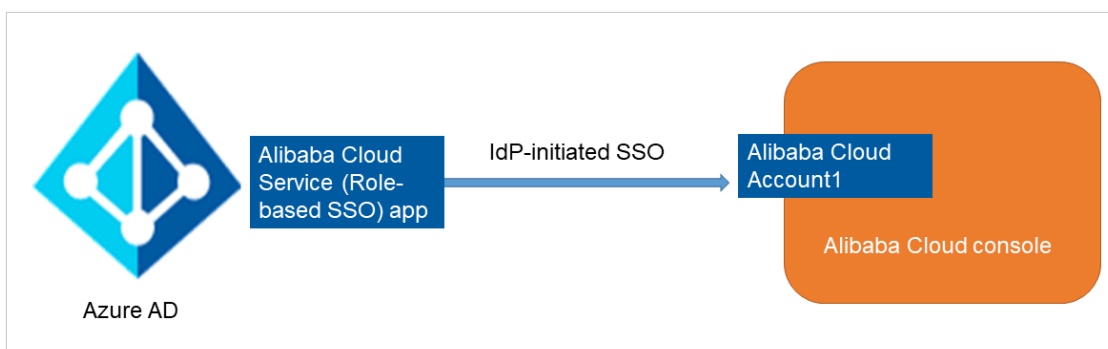 Alibaba Cloud
Service (Role-
based SSO) app
IdP-initiated SSO
Alibaba Cloud
Account1
Alibaba Cloud console
Azure AD